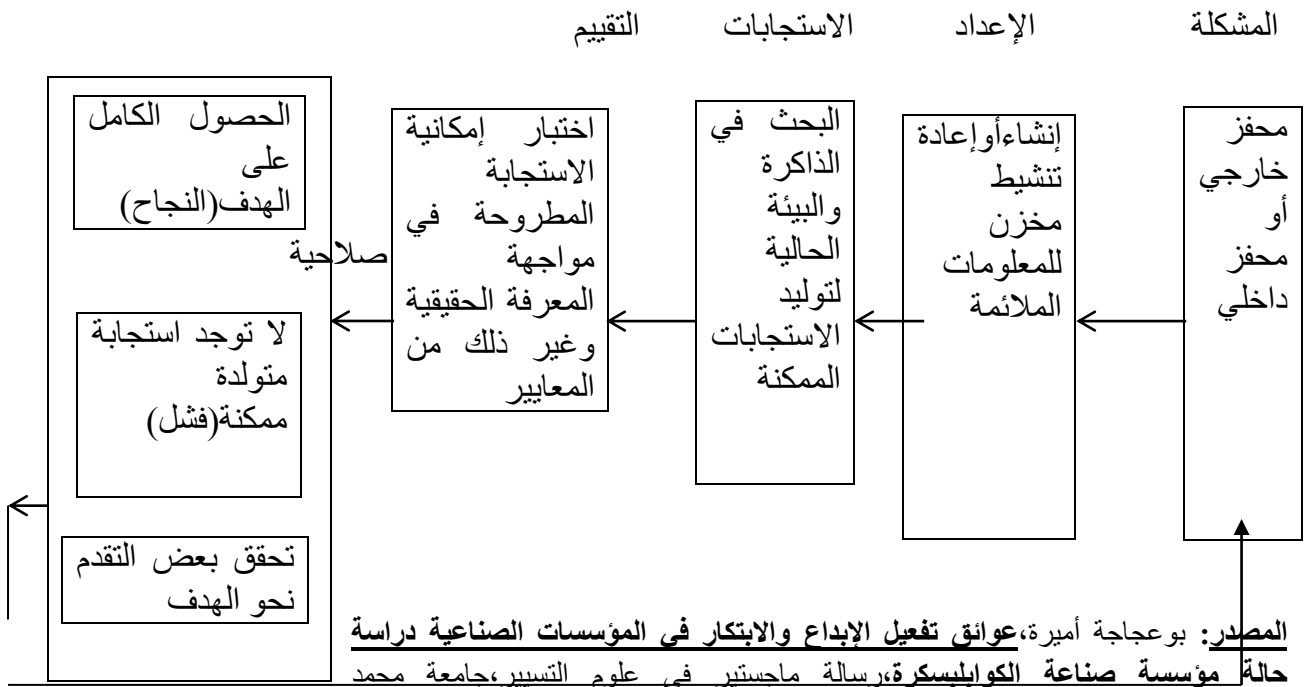 المشكلة الإعداد الاستجابات التقييم
محفز
خارجي
أو
محفز
داخلي
إنشاءأوإعادة
تنشيط
مخزن
للمعلومات
الملائمة
البحث في
الذاكرة
والبيئة
الحالية
لتوليد
الاستجابات
الممكنة
اختبار إمكانية
الاستجابة
المطروحة في
مواجهة
المعرفة الحقيقية
وغير ذلك من
المعايير
صلاحية
الحصول الكامل
على
الهدف(النجاح)
لا توجد استجابة
متولدة
ممكنة(فشل)
تحقق بعض التقدم
نحو الهدف
المصدر: بوعجاجة أميرة،عوائق تفعيل الإبداع والابتكار في المؤسسات الصناعية دراسة
حالة مؤسسة صناعة الكوابلبسكرة،رسالة ماجستير في علوم التسيير،جامعة محمد